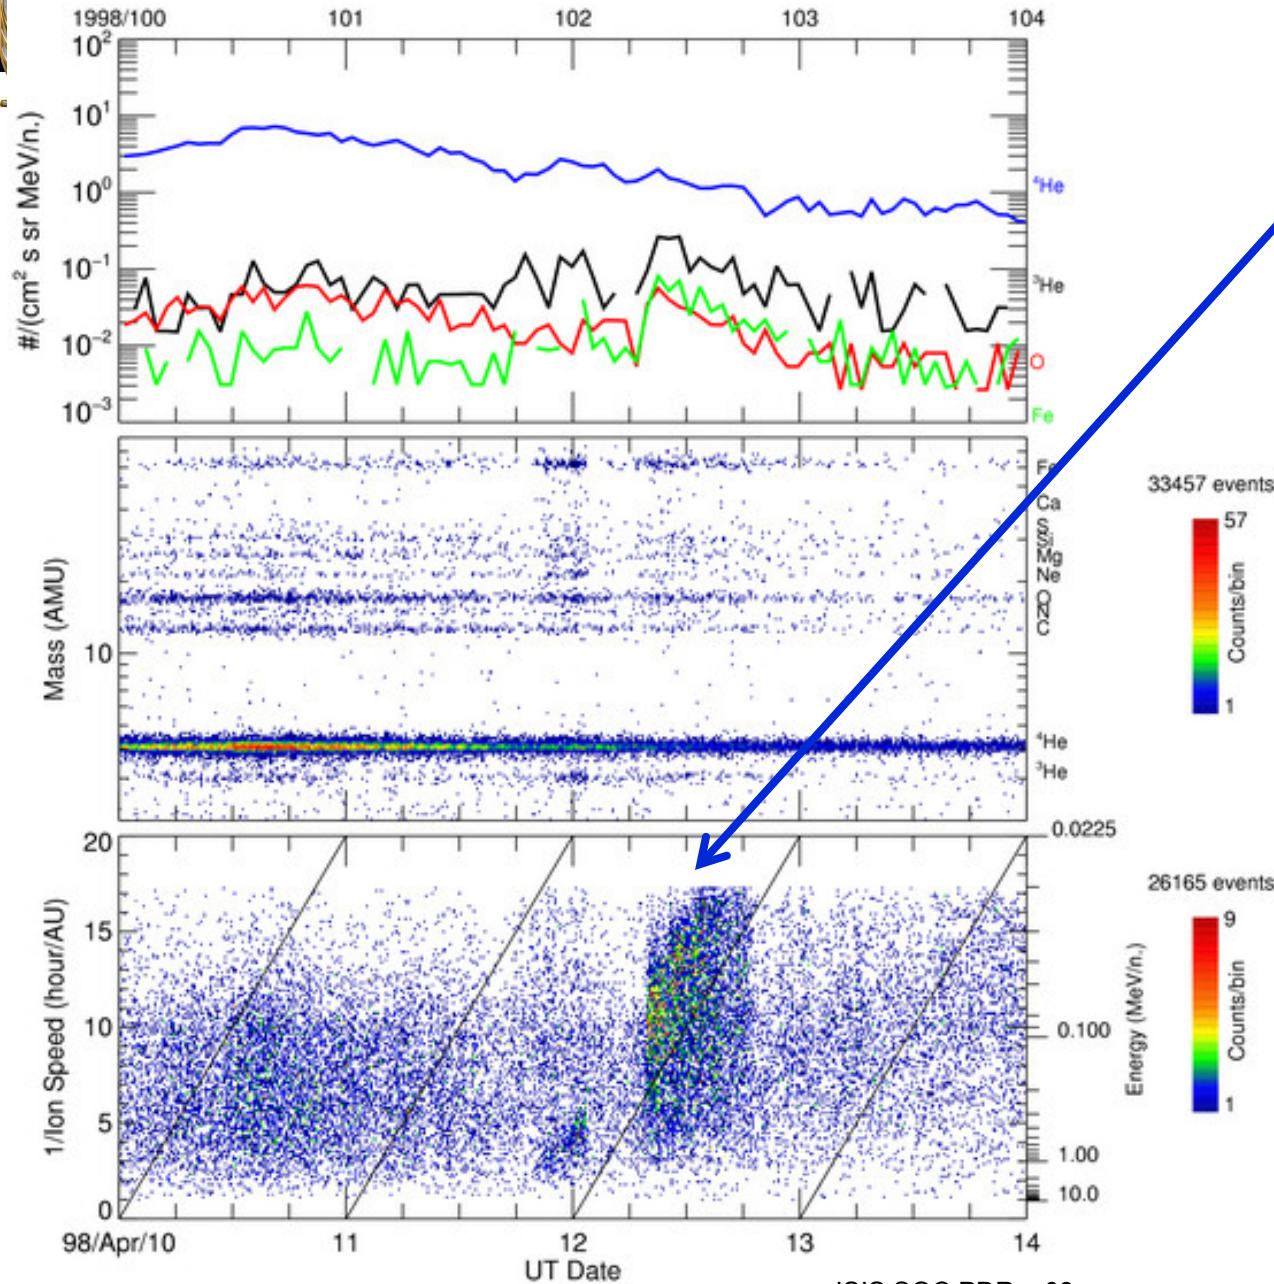 1998/100 101 102 103 104
10² 
10¹
10⁰
10⁻¹
10⁻²
10⁻³
#/(cm² s sr MeV/n.)
⁴He
³He
O
Fe
10
Mass (AMU)
Fe
Ca
S
Si
Mg
Ne
O
N
C
⁴He
³He
33457 events
57
Counts/bin
1
20
15
10
5
0
1/Ion Speed (hour/AU)
0.0225
0.100
1.00
10.0
Energy (MeV/n.)
26165 events
9
Counts/bin
1
98/Apr/10 11 12 13 14
UT Date